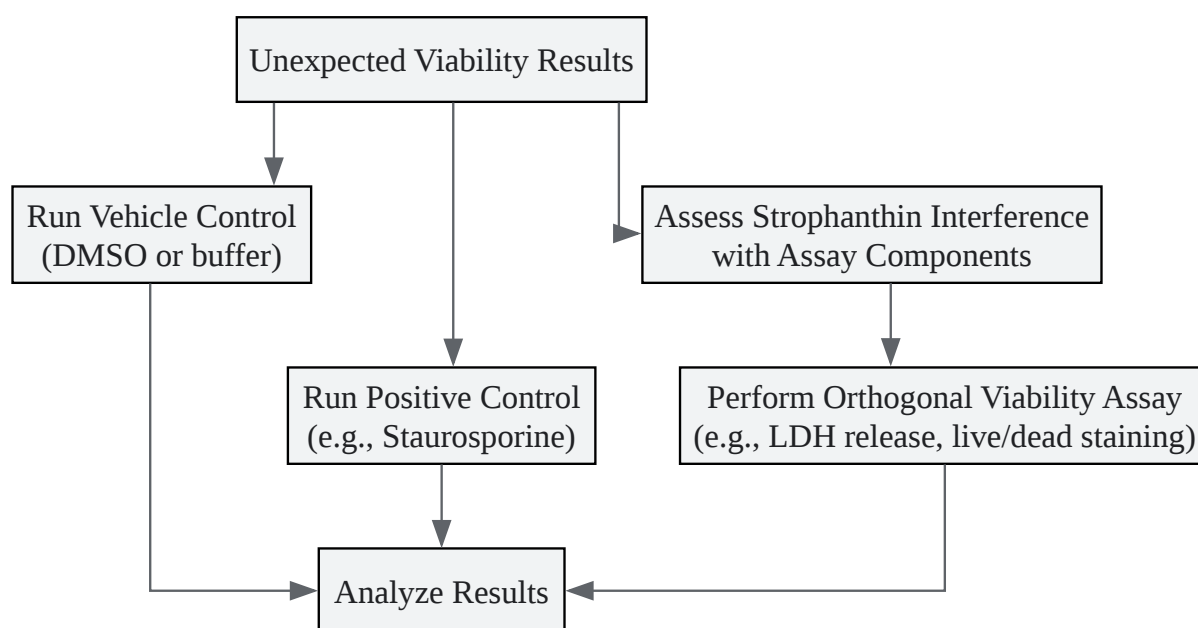 Unexpected Viability Results
Run Vehicle Control
(DMSO or buffer)
Assess Strophanthin Interference
with Assay Components
Run Positive Control
(e.g., Staurosporine)
Perform Orthogonal Viability Assay
(e.g., LDH release, live/dead staining)
Analyze Results